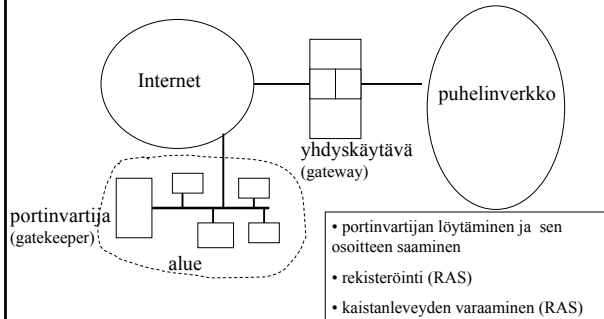 Internet
puhelinverkko
yhdyskäytävä
(gateway)
portinvartija
(gatekeeper)
alue
• portinvartijan löytäminen ja sen
osoitteen saaminen
• rekisteröinti (RAS)
• kaistanleveyden varaaminen (RAS)